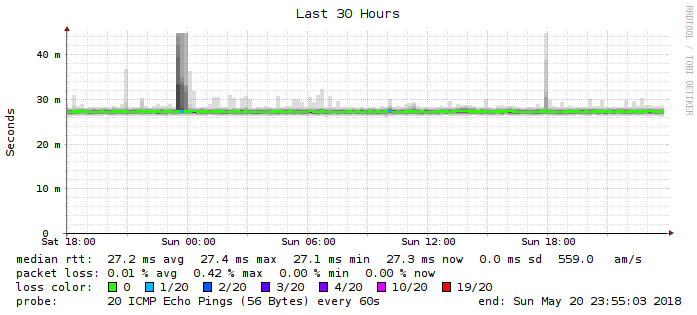 Last 30 Hours
RRDTOOL / TOBI OETIKER
Seconds
40 m
30 m
20 m
10 m
0
Sat 18:00 Sun 00:00 Sun 06:00 Sun 12:00 Sun 18:00
median rtt: 27.2 ms avg 27.4 ms max 27.1 ms min 27.3 ms now 0.0 ms sd 559.0 am/s
packet loss: 0.01 % avg 0.42 % max 0.00 % min 0.00 % now
loss color: 0 1/20 2/20 3/20 4/20 10/20 19/20
probe: 20 ICMP Echo Pings (56 Bytes) every 60s end: Sun May 20 23:55:03 2018